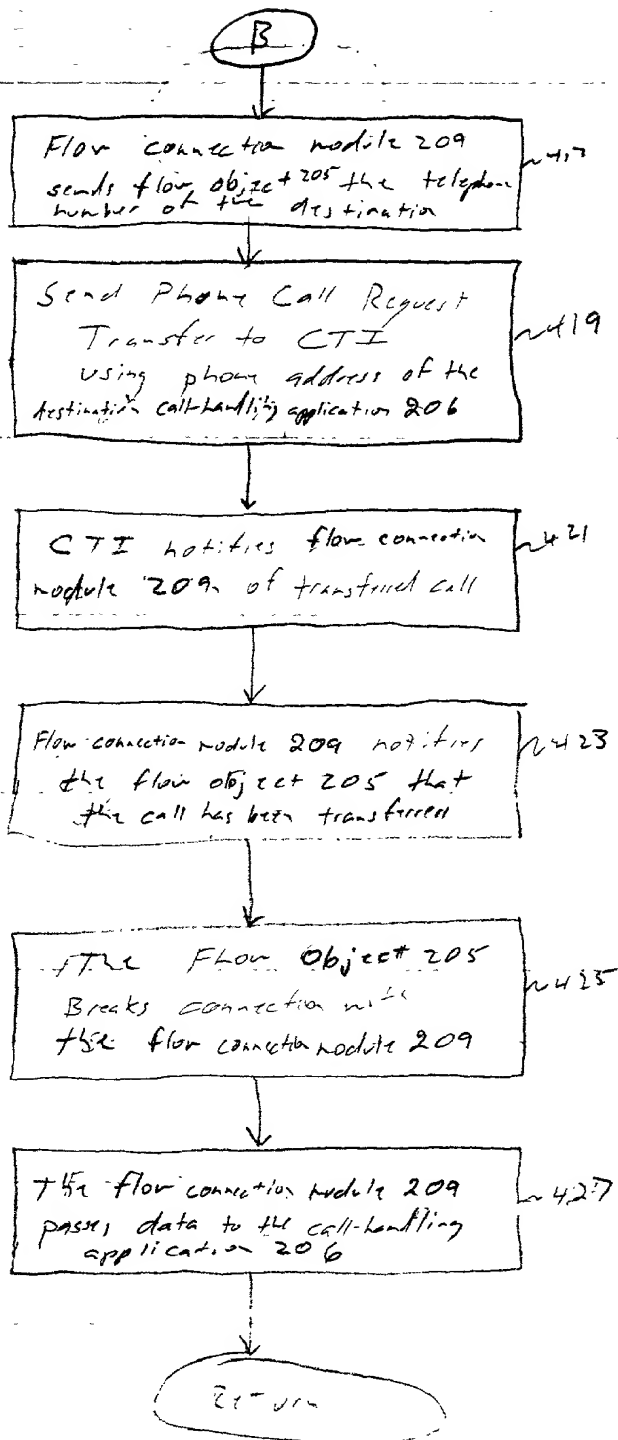 B
Flow connection module 209
sends flow object 205 the telephone
number of the destination
417
Send Phone Call Request
Transfer to CTI
using phone address of the
destination call-handling application 206
419
CTI notifies flow connection
module 209 of transferred call
421
Flow connection module 209 notifies
the flow object 205 that
the call has been transferred
423
The Flow Object 205
Breaks connection with
the flow connection module 209
425
The flow connection module 209
passes data to the call-handling
application 206
427
Return